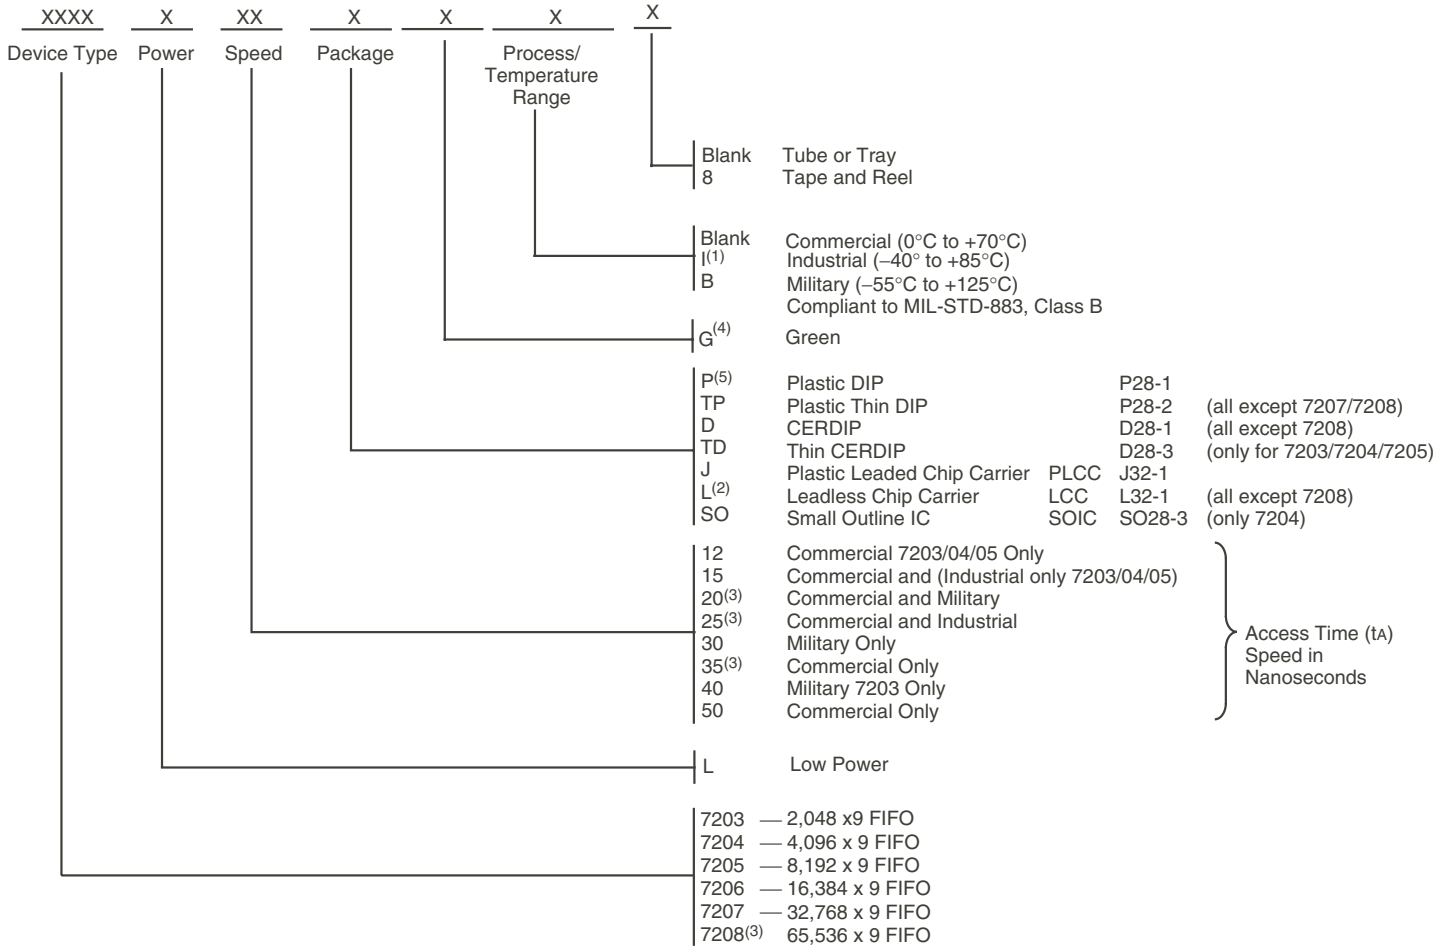 XXXX X XX X X X X
Device Type Power Speed Package Process/
Temperature
Range
Blank Tube or Tray
8 Tape and Reel
Blank Commercial (0°C to +70°C)
I(1) Industrial (–40° to +85°C)
B Military (–55°C to +125°C)
Compliant to MIL-STD-883, Class B
G(4) Green
P(5) Plastic DIP P28-1
TP Plastic Thin DIP P28-2 (all except 7207/7208)
D CERDIP D28-1 (all except 7208)
TD Thin CERDIP D28-3 (only for 7203/7204/7205)
J Plastic Leaded Chip Carrier PLCC J32-1
L(2) Leadless Chip Carrier LCC L32-1 (all except 7208)
SO Small Outline IC SOIC SO28-3 (only 7204)
12 Commercial 7203/04/05 Only
15 Commercial and (Industrial only 7203/04/05)
20(3) Commercial and Military
25(3) Commercial and Industrial
30 Military Only
35(3) Commercial Only
40 Military 7203 Only
50 Commercial Only
Access Time (tA)
Speed in
Nanoseconds
L Low Power
7203 — 2,048 x9 FIFO
7204 — 4,096 x 9 FIFO
7205 — 8,192 x 9 FIFO
7206 — 16,384 x 9 FIFO
7207 — 32,768 x 9 FIFO
7208(3) 65,536 x 9 FIFO